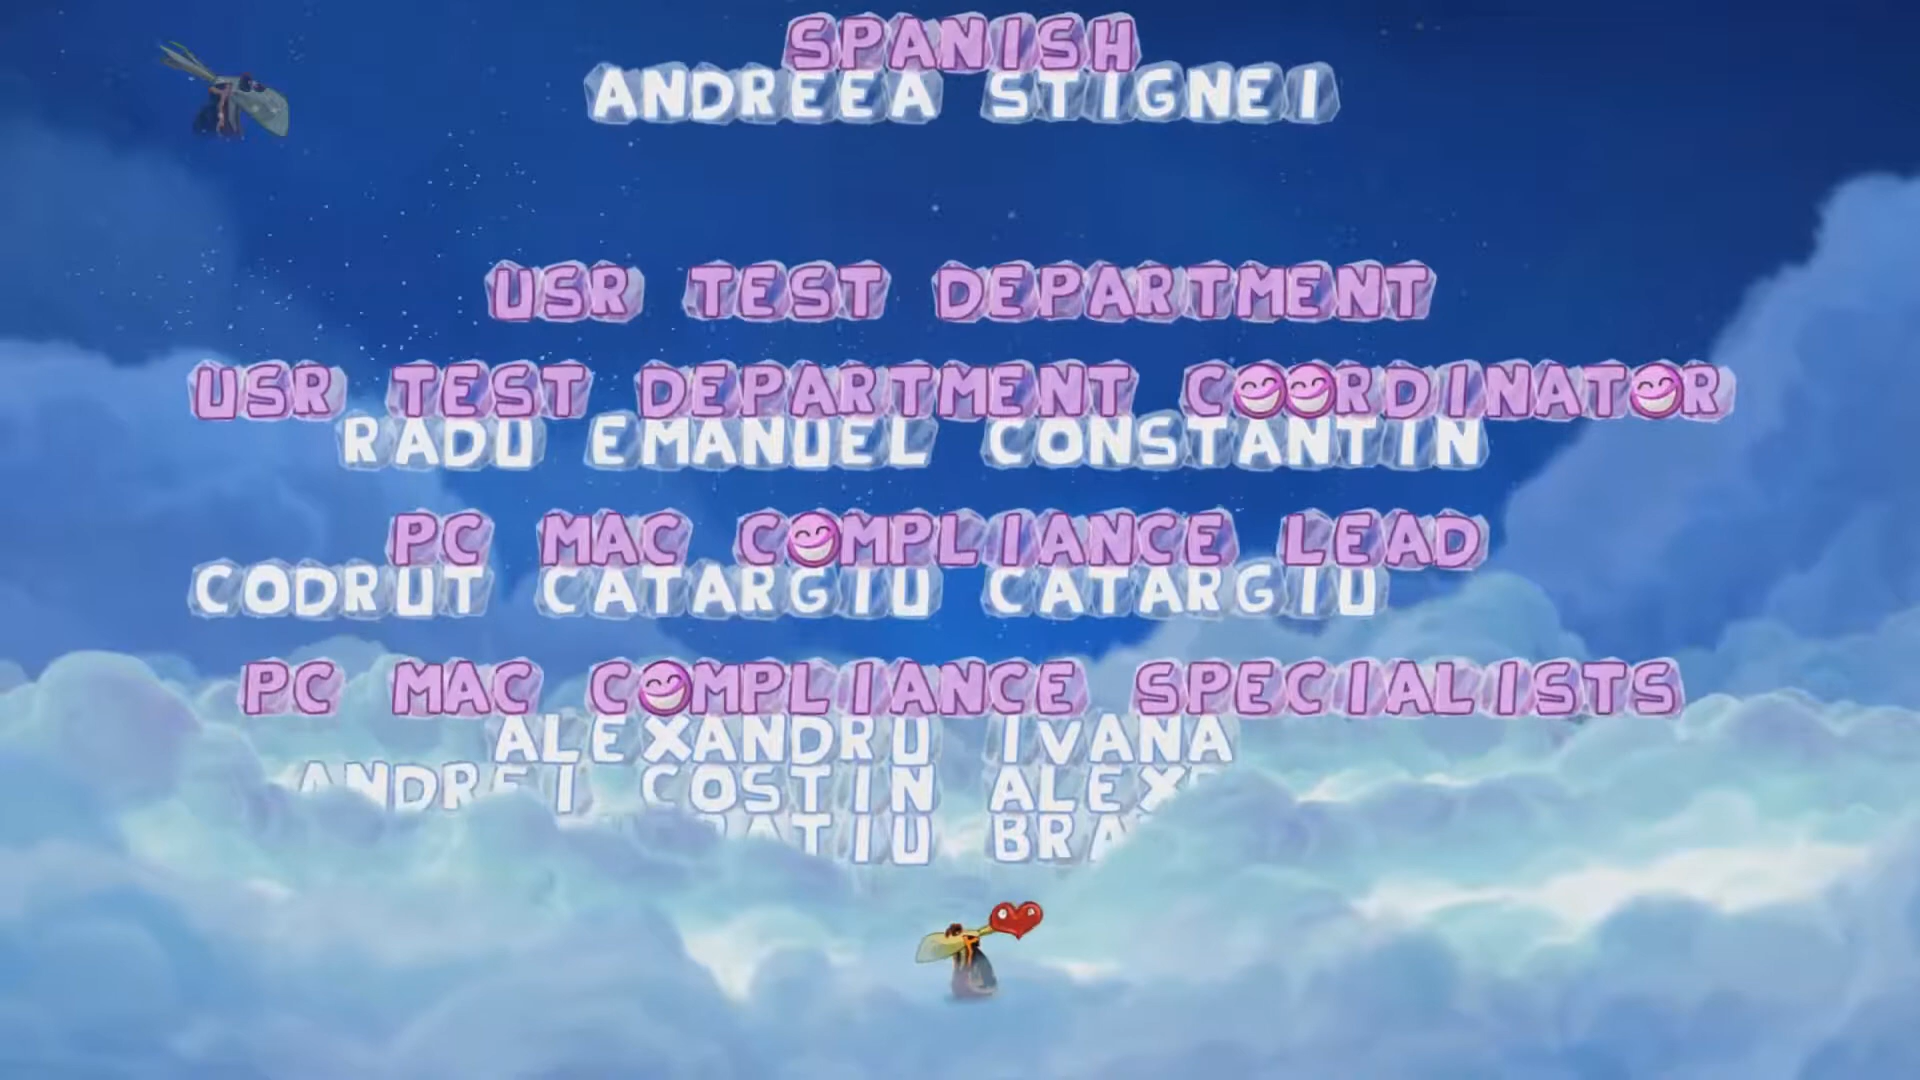 SPANISH
ANDREEA STIGNEI
USR TEST DEPARTMENT
USR TEST DEPARTMENT COORDINATOR
RADU EMANUEL CONSTANTIN
PC MAC COMPLIANCE LEAD
CODRUT CATARGIU CATARGIU
PC MAC COMPLIANCE SPECIALISTS
ALEXANDRU IVANA
ANDREI COSTIN